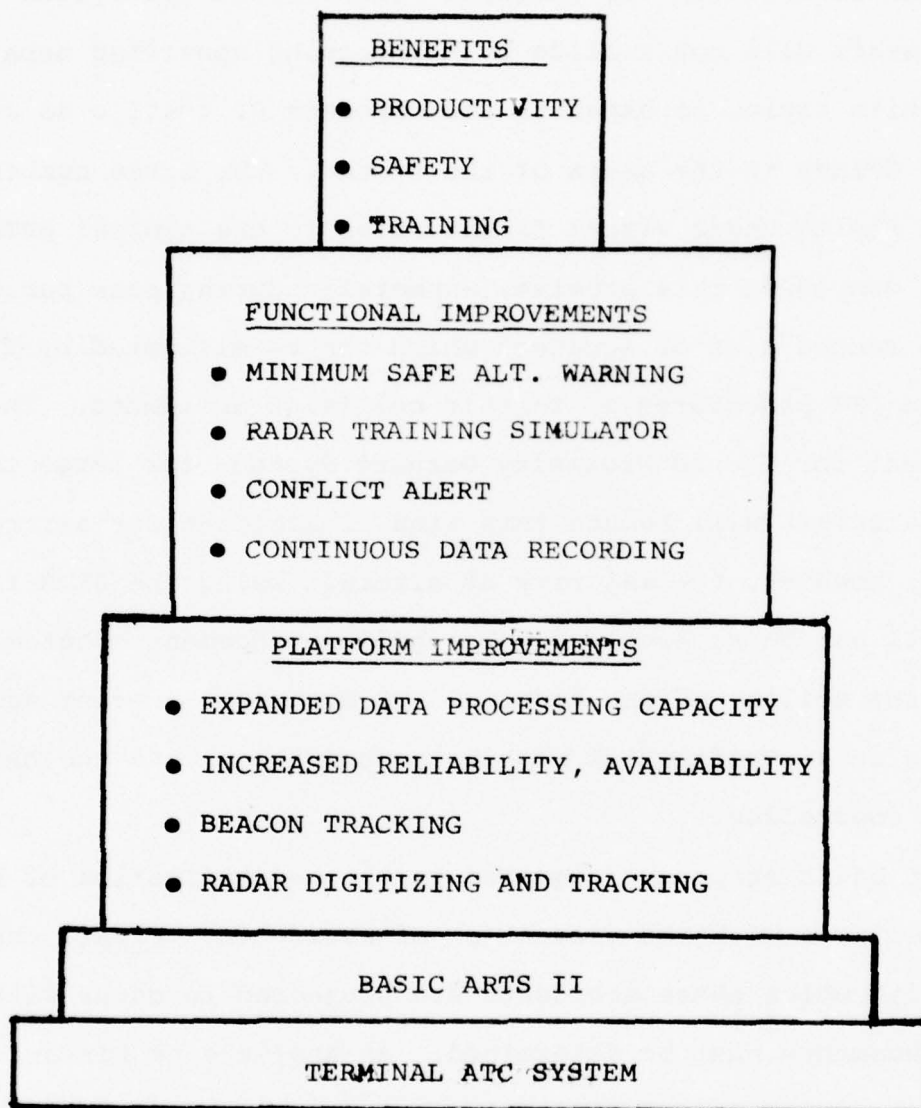 BENEFITS
● PRODUCTIVITY
● SAFETY
● TRAINING
FUNCTIONAL IMPROVEMENTS
● MINIMUM SAFE ALT. WARNING
● RADAR TRAINING SIMULATOR
● CONFLICT ALERT
● CONTINUOUS DATA RECORDING
PLATFORM IMPROVEMENTS
● EXPANDED DATA PROCESSING CAPACITY
● INCREASED RELIABILITY, AVAILABILITY
● BEACON TRACKING
● RADAR DIGITIZING AND TRACKING
BASIC ARTS II
TERMINAL ATC SYSTEM